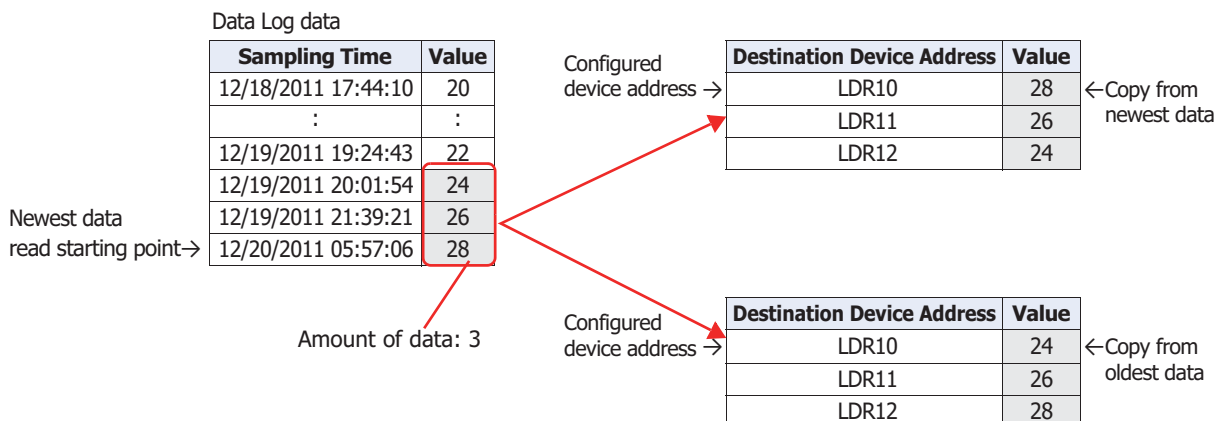 Data Log data
Sampling Time Value
12/18/2011 17:44:10 20
: :
12/19/2011 19:24:43 22
12/19/2011 20:01:54 24
12/19/2011 21:39:21 26
12/20/2011 05:57:06 28
Newest data
read starting point→
Amount of data: 3
Configured
device address →
Destination Device Address Value
LDR10 28
LDR11 26
LDR12 24
←Copy from
newest data
Configured
device address →
Destination Device Address Value
LDR10 24
LDR11 26
LDR12 28
←Copy from
oldest data